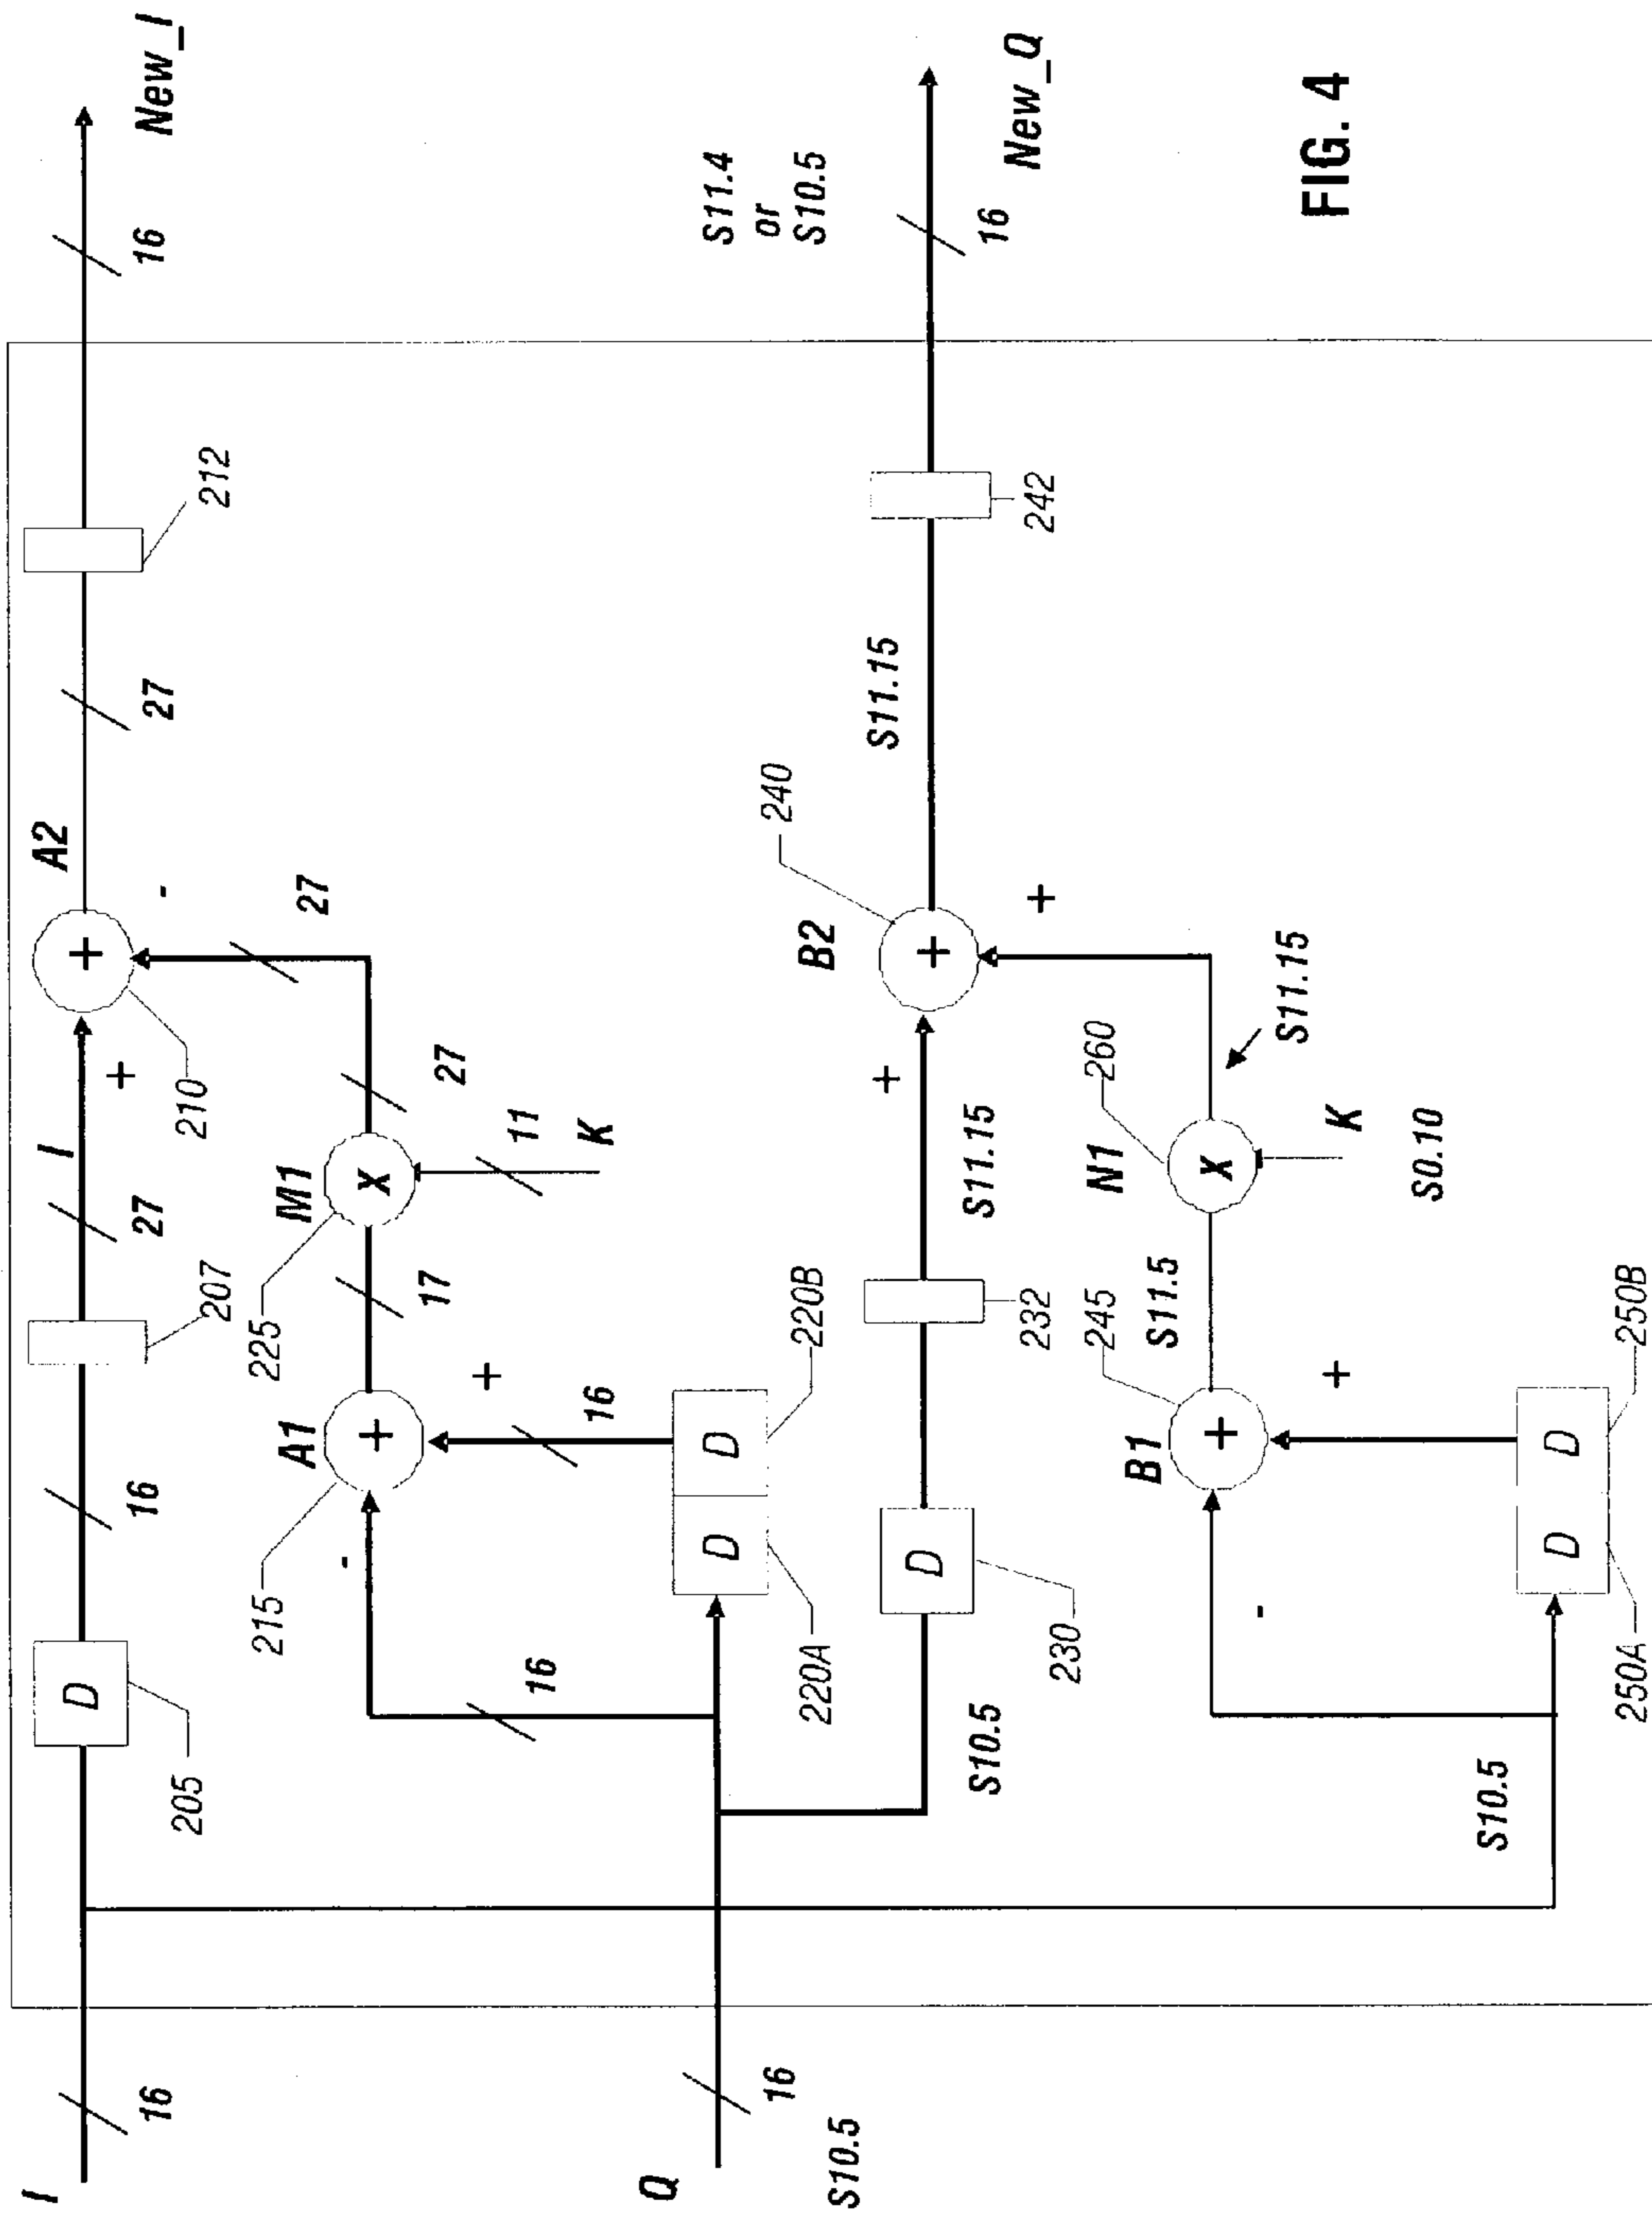 I
16
D
205
16
207
27
I
+
210
+
A2
-
27
212
16
New_I
215
-
A1
+
+
16
17
225
M1
X
27
11
K
27
16
D
D
220A
220B
Q
16
S10.5
S10.5
D
230
232
S11.15
+
B2
+
240
+
S11.15
242
S11.4
or
S10.5
16
New_Q
S10.5
-
B1
+
245
+
S11.5
N1
X
260
K
S0.10
S11.15
D
D
250A
250B
FIG. 4